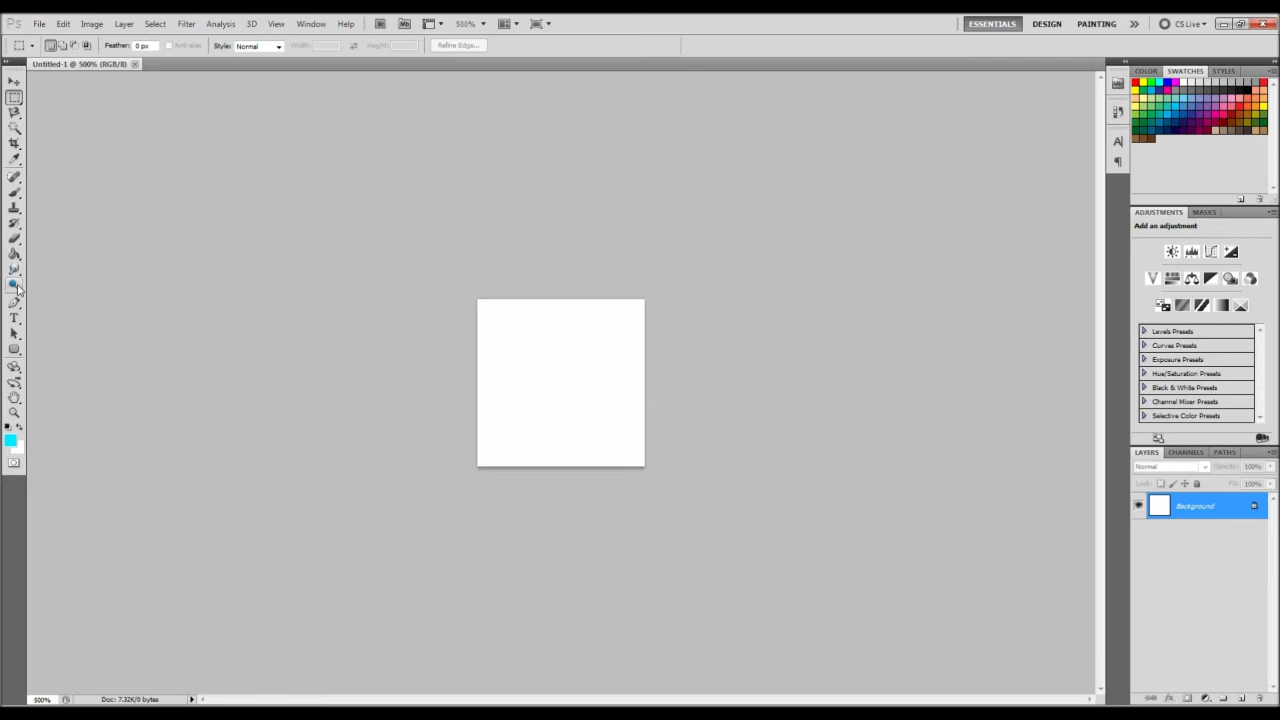 Ps File Edit Image Layer Select Filter Analysis 3D View Window Help Br Mb 500% ESSENTIALS DESIGN PAINTING CS Live
Feather: 0 px Anti-alias Style: Normal Width: Height: Refine Edge...
Untitled-1 @ 500% (RGB/8)
COLOR SWATCHES STYLES
ADJUSTMENTS MASKS
Add an adjustment
Levels Presets
Curves Presets
Exposure Presets
Hue/Saturation Presets
Black & White Presets
Channel Mixer Presets
Selective Color Presets
LAYERS CHANNELS PATHS
Normal Opacity: 100%
Lock: Fill: 100%
Background
500% Doc: 7.32K/0 bytes